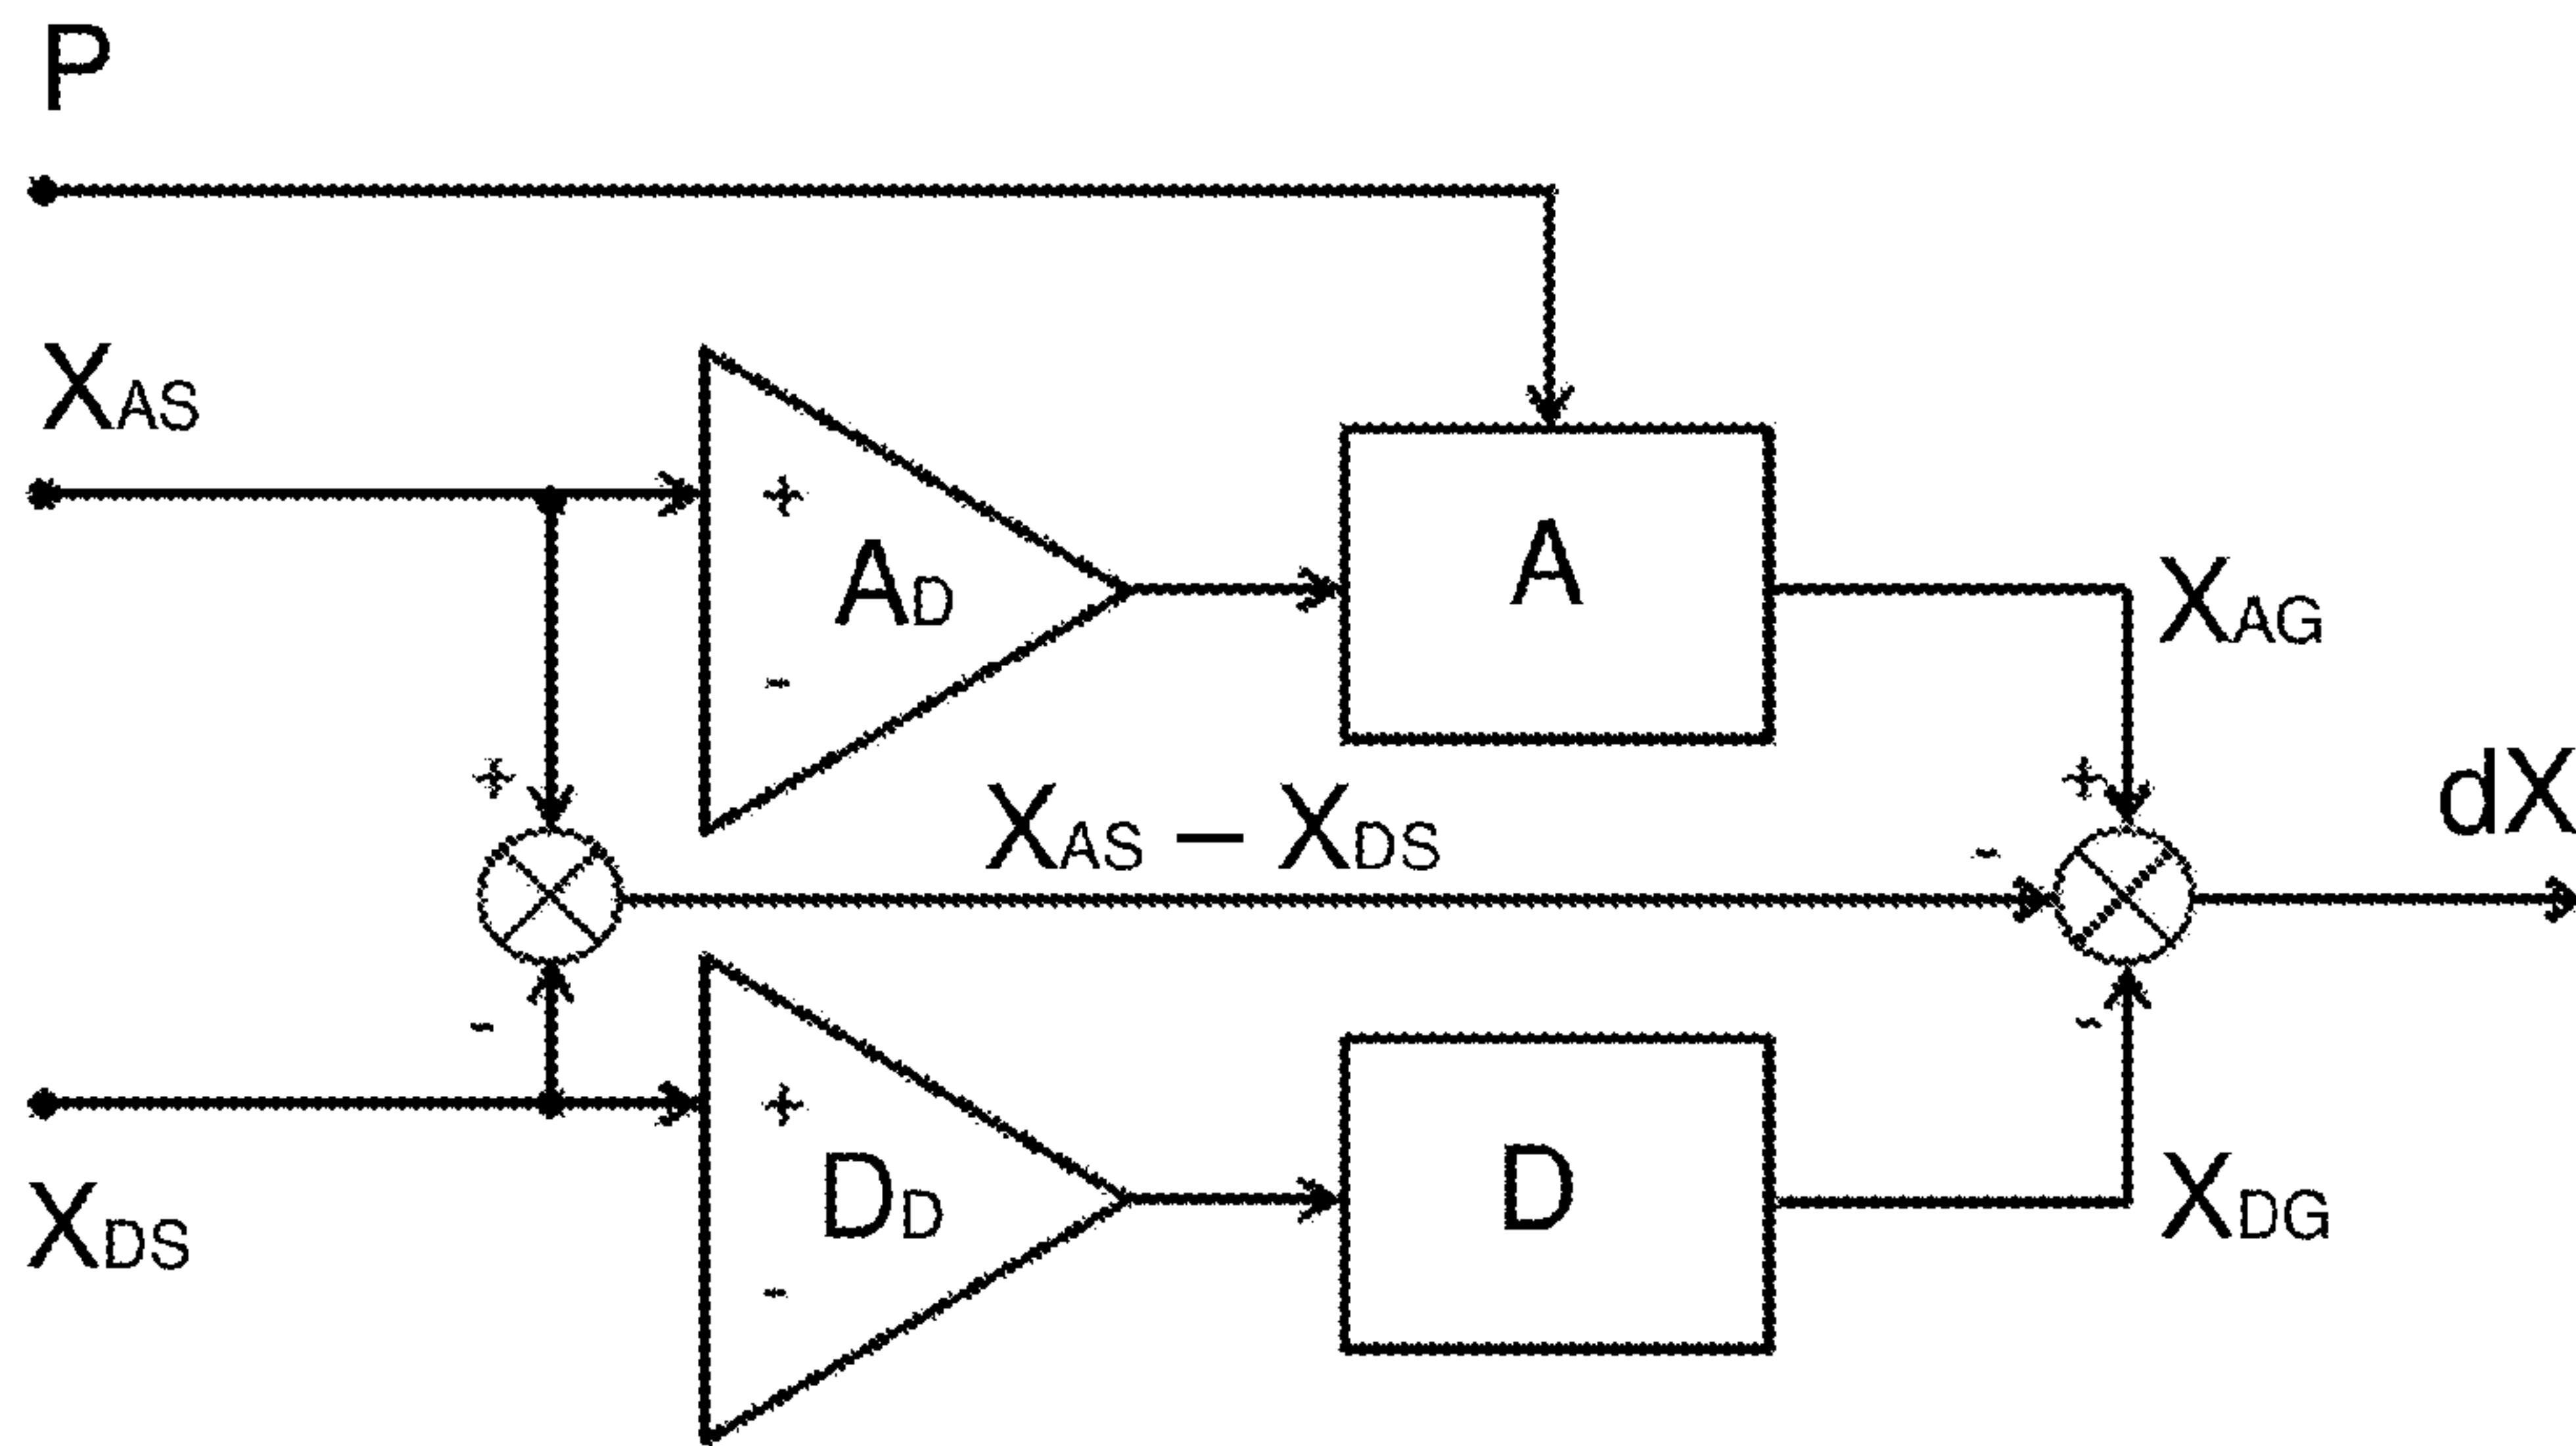 P
XAS
+
AD
-
A
XAG
+
+
dX
XAS – XDS
-
-
-
+
DD
-
D
XDS
XDG